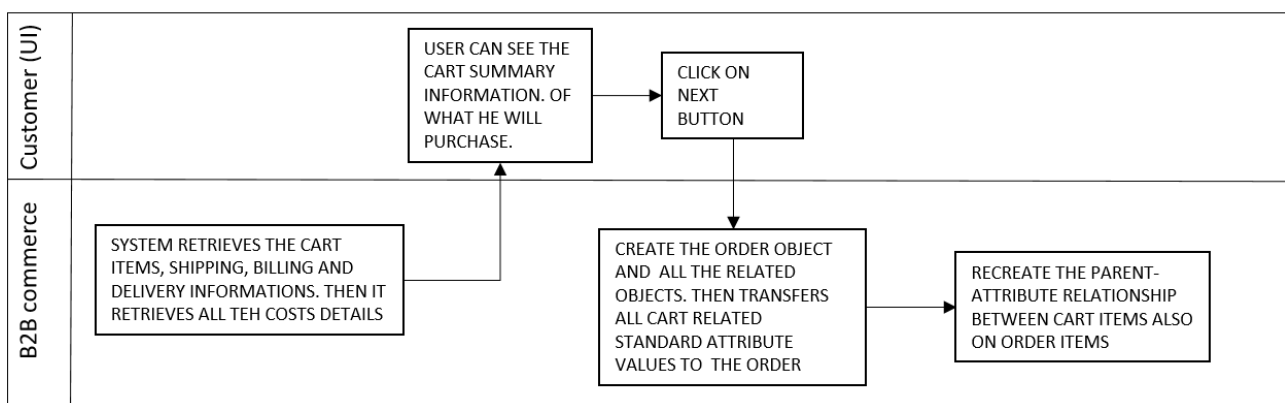 Customer (UI)
USER CAN SEE THE
CART SUMMARY
INFORMATION. OF
WHAT HE WILL
PURCHASE.
CLICK ON
NEXT
BUTTON
B2B commerce
SYSTEM RETRIEVES THE CART
ITEMS, SHIPPING, BILLING AND
DELIVERY INFORMATIONS. THEN IT
RETRIEVES ALL TEH COSTS DETAILS
CREATE THE ORDER OBJECT
AND ALL THE RELATED
OBJECTS. THEN TRANSFERS
ALL CART RELATED
STANDARD ATTRIBUTE
VALUES TO THE ORDER
RECREATE THE PARENT-
ATTRIBUTE RELATIONSHIP
BETWEEN CART ITEMS ALSO
ON ORDER ITEMS